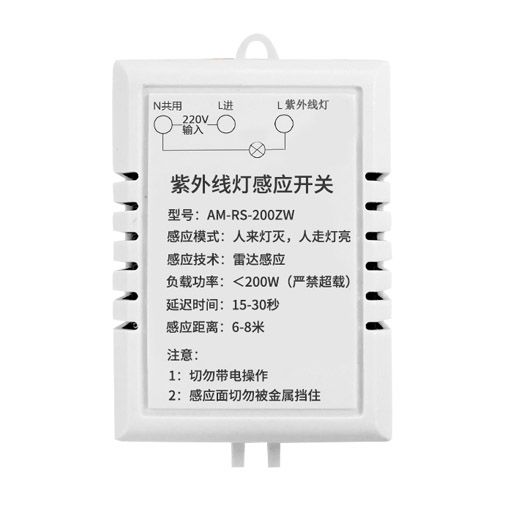 N共用 L进 L 紫外线灯
220V
输入
紫外线灯感应开关
型号：AM-RS-200ZW
感应模式：人来灯灭，人走灯亮
感应技术：雷达感应
负载功率：＜200W（严禁超载）
延迟时间：15-30秒
感应距离：6-8米
注意：
1：切勿带电操作
2：感应面切勿被金属挡住